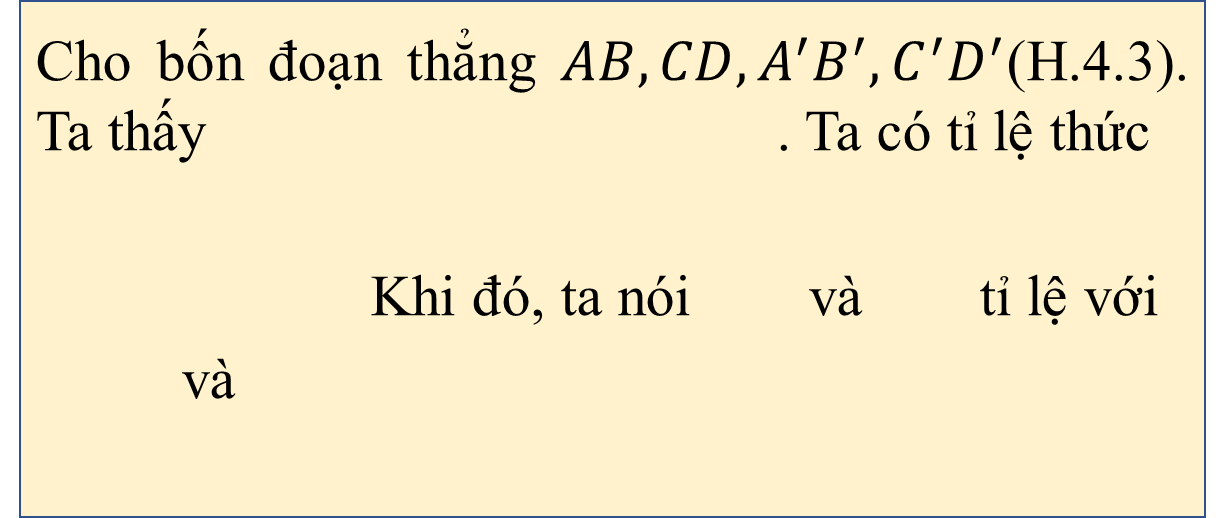 Cho bốn đoạn thẳng AB, CD, A′B′, C′D′(H.4.3).
Ta thấy . Ta có tỉ lệ thức
Khi đó, ta nói và tỉ lệ với
và